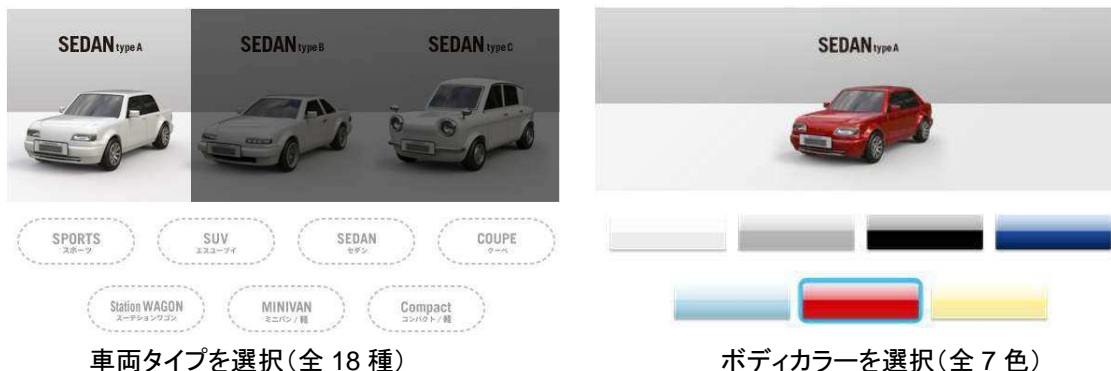 SEDAN type A
SEDAN type B
SEDAN type C
SPORTS
スポーツ
SUV
エスユーブイ
SEDAN
セダン
COUPE
クーペ
Station WAGON
ステーションワゴン
MINIVAN
ミニバン / 軽
Compact
コンパクト / 軽
車両タイプを選択(全 18 種)
SEDAN type A
ボディカラーを選択(全 7 色)